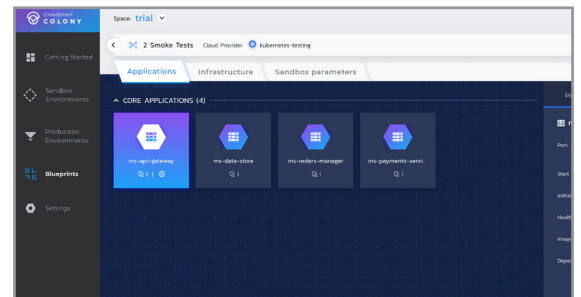 CloudShell
COLONY
Space: trial
2 Smoke Tests Cloud Provider: kubernetes-testing
Getting Started
Applications Infrastructure Sandbox parameters
Sandbox
Environments
CORE APPLICATIONS (4)
Production
Environments
ms-api-gateway ms-data-store ms-orders-manager ms-payments-servi..
1 | 1 1 1
Port
Blueprints
Start
Initial
Settings
Health
Image
Depen